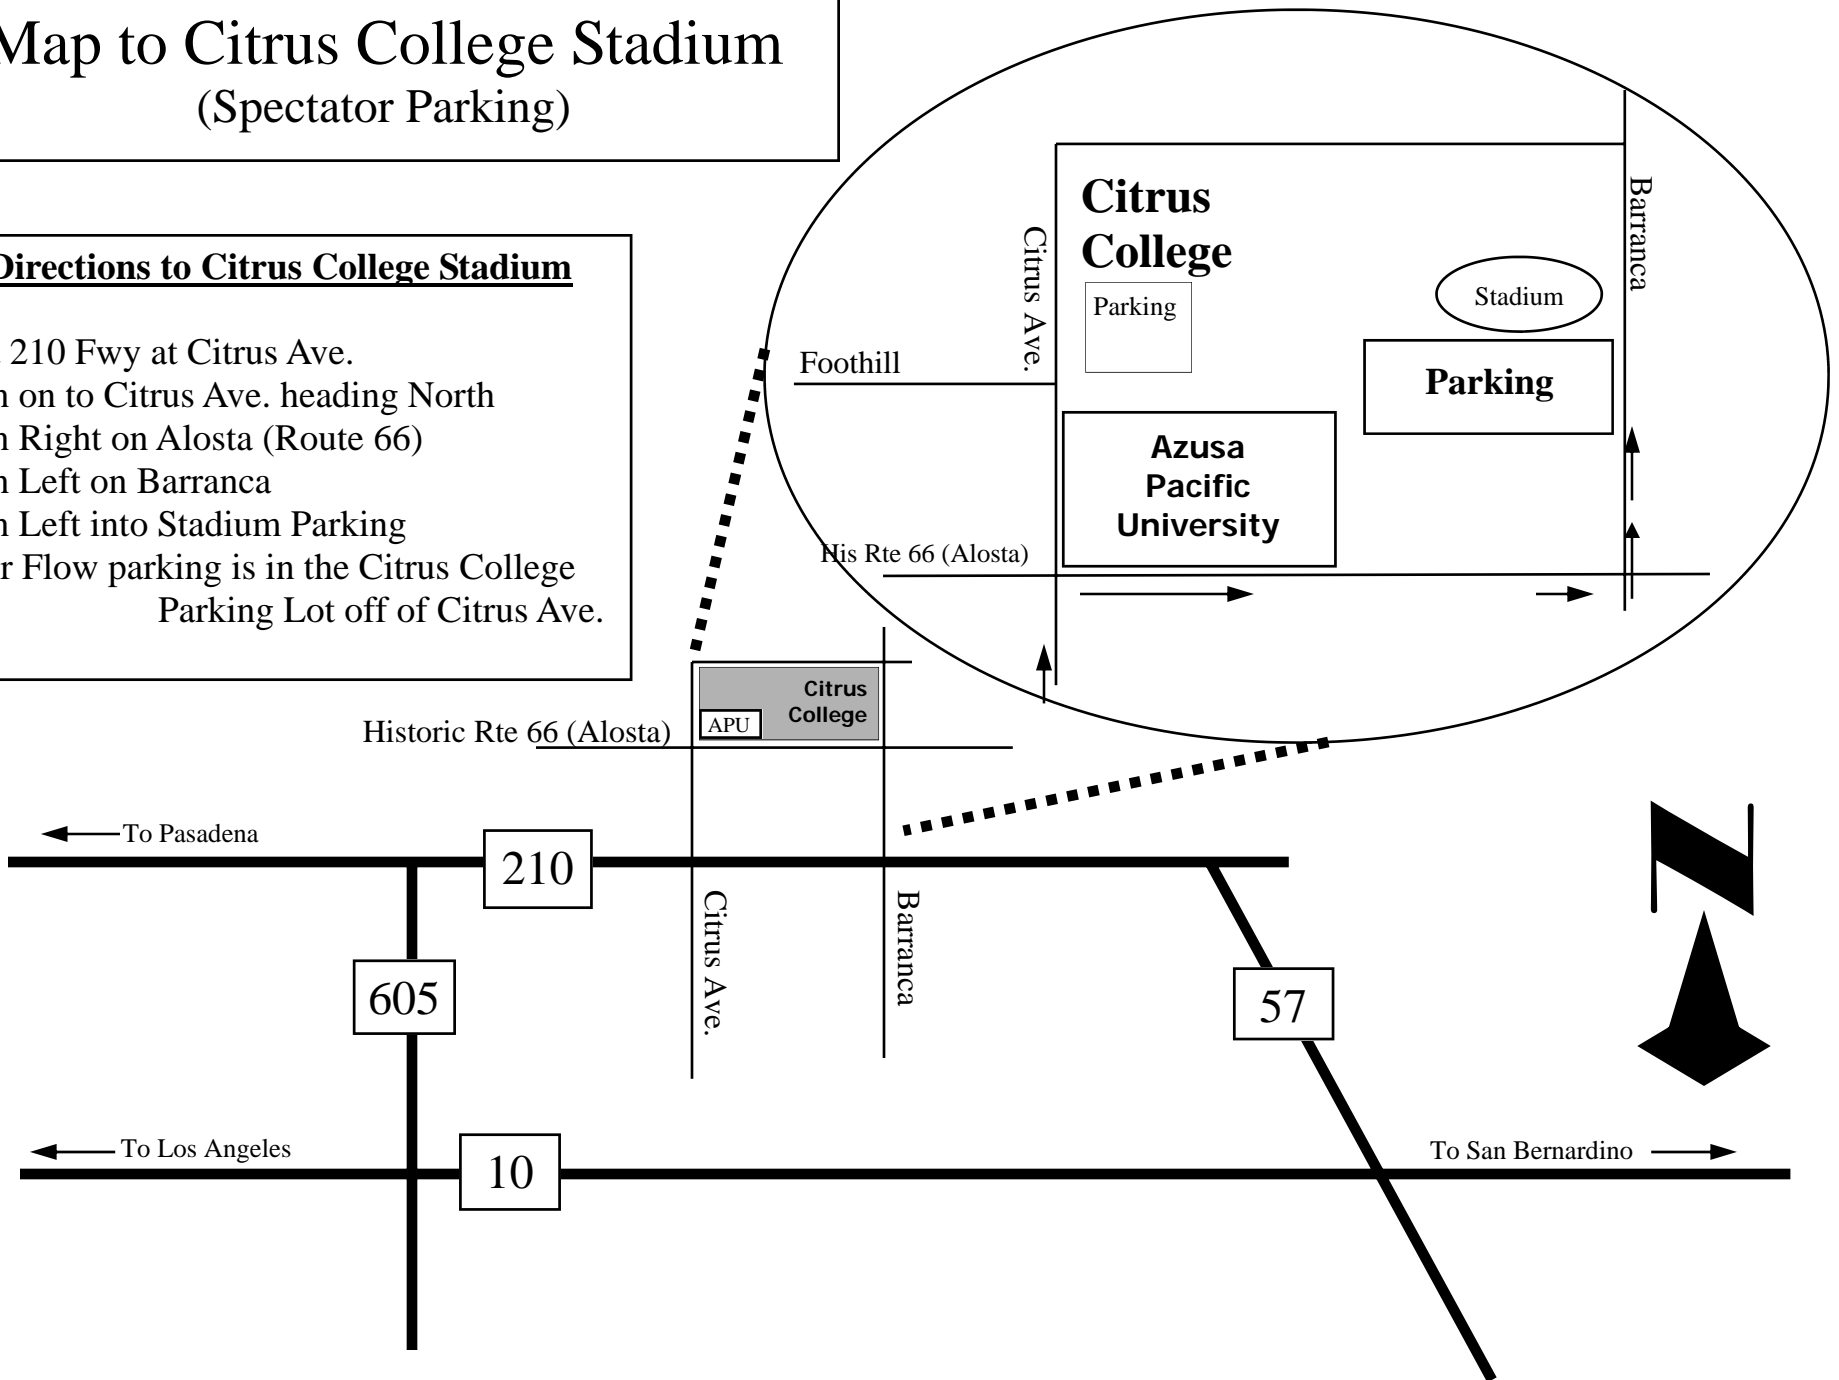 Map to Citrus College Stadium
(Spectator Parking)
Directions to Citrus College Stadium
210 Fwy at Citrus Ave.
on to Citrus Ave. heading North
Right on Alosta (Route 66)
Left on Barranca
Left into Stadium Parking
Flow parking is in the Citrus College
Parking Lot off of Citrus Ave.
Citrus
College
Parking
Citrus Ave.
Barranca
Stadium
Parking
Foothill
Azusa
Pacific
University
His Rte 66 (Alosta)
Citrus
College
APU
Historic Rte 66 (Alosta)
To Pasadena
210
Citrus Ave.
Barranca
605
57
To Los Angeles
10
To San Bernardino
N